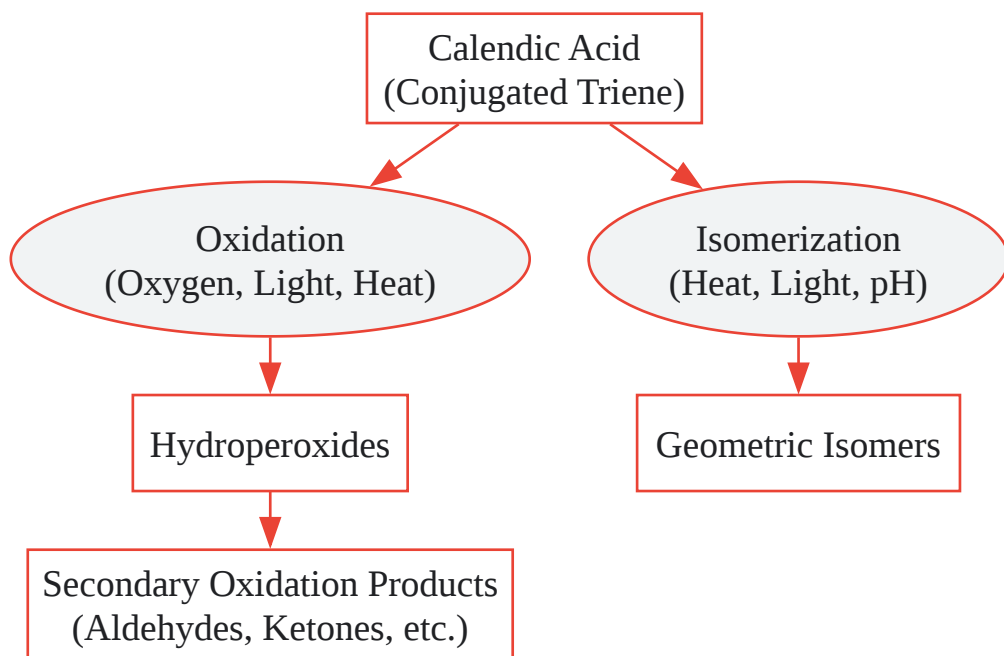 Calendic Acid
(Conjugated Triene)
Oxidation
(Oxygen, Light, Heat)
Isomerization
(Heat, Light, pH)
Hydroperoxides
Geometric Isomers
Secondary Oxidation Products
(Aldehydes, Ketones, etc.)